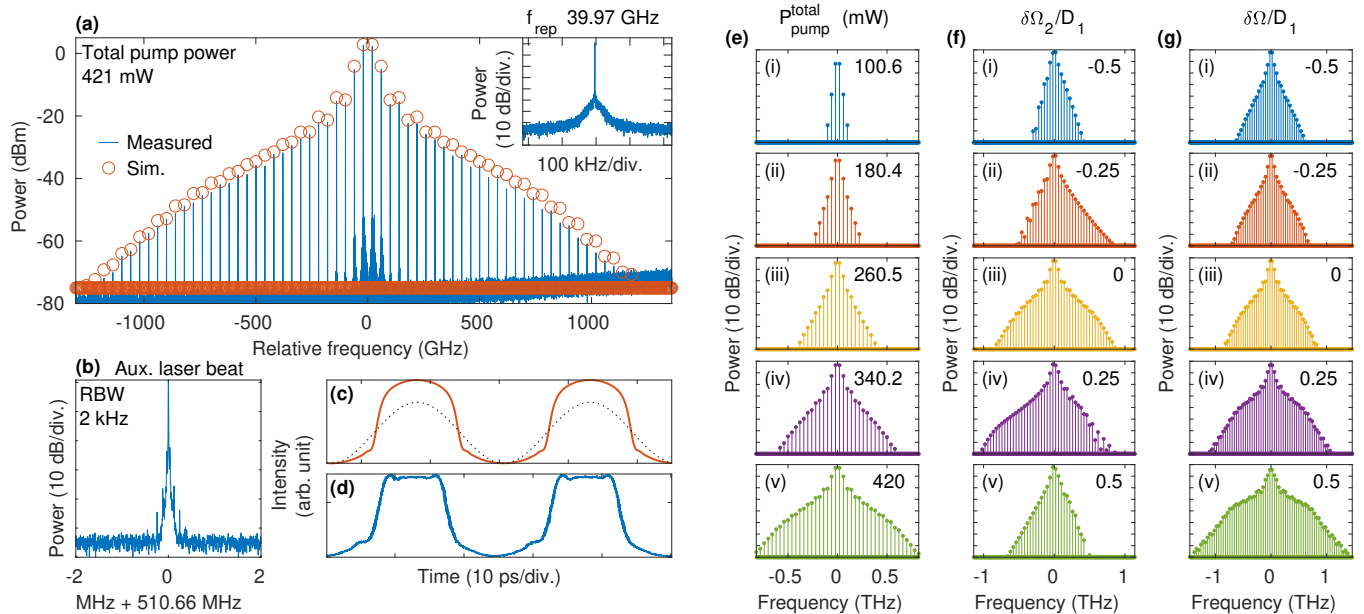 (a)
f_rep 39.97 GHz
Total pump power
421 mW
Measured
Sim.
Power
(10 dB/div.)
100 kHz/div.
Power (dBm)
0
-20
-40
-60
-80
-1000 -500 0 500 1000
Relative frequency (GHz)
(b) Aux. laser beat
RBW
2 kHz
Power (10 dB/div.)
-2 0 2
MHz + 510.66 MHz
(c)
(d)
Intensity
(arb. unit)
Time (10 ps/div.)
(e) P_pump^total (mW)
(i) 100.6
(ii) 180.4
(iii) 260.5
(iv) 340.2
(v) 420
Power (10 dB/div.)
-0.5 0 0.5
Frequency (THz)
(f) δΩ₂/D₁
(i) -0.5
(ii) -0.25
(iii) 0
(iv) 0.25
(v) 0.5
Power (10 dB/div.)
-1 0 1
Frequency (THz)
(g) δΩ/D₁
(i) -0.5
(ii) -0.25
(iii) 0
(iv) 0.25
(v) 0.5
Power (10 dB/div.)
-1 0 1
Frequency (THz)